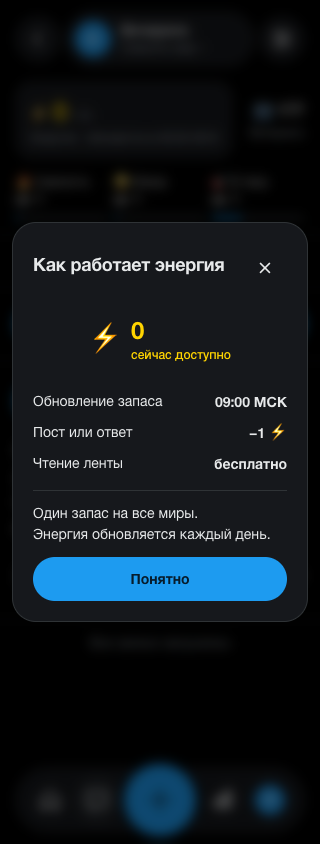 Как работает энергия
0
сейчас доступно
Обновление запаса 09:00 МСК
Пост или ответ −1 ⚡
Чтение ленты бесплатно
Один запас на все миры.
Энергия обновляется каждый день.
Понятно